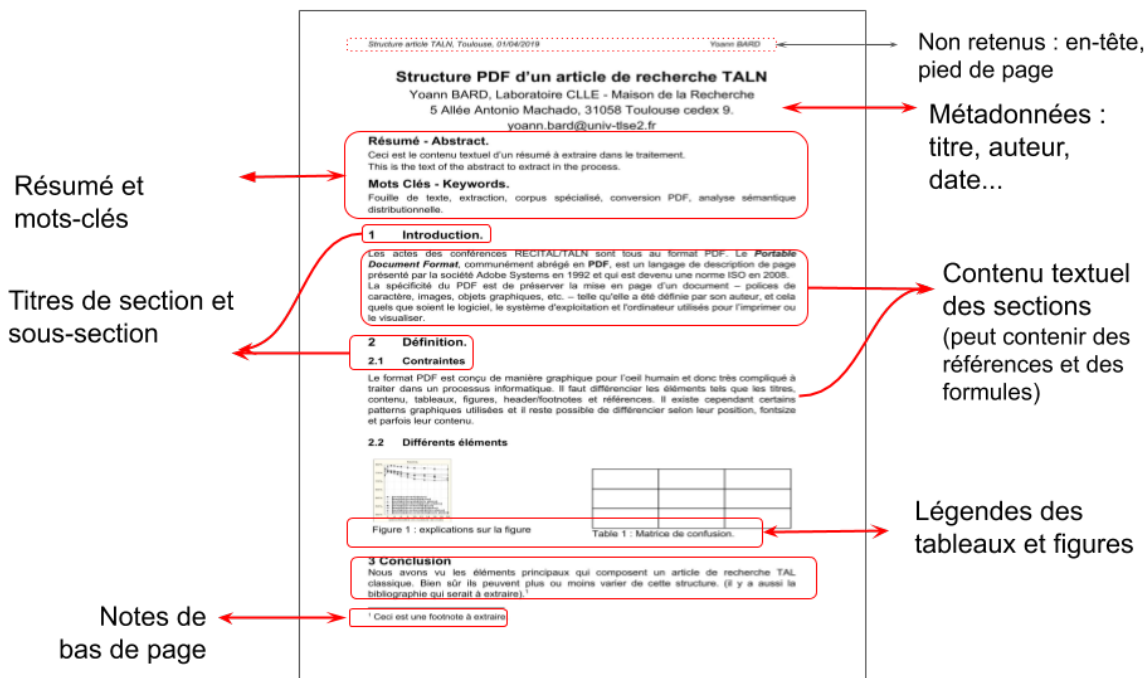 Structure article TALN, Toulouse, 01/04/2019
Yoann BARD
Non retenus : en-tête,
pied de page
Structure PDF d'un article de recherche TALN
Yoann BARD, Laboratoire CLLE - Maison de la Recherche
5 Allée Antonio Machado, 31058 Toulouse cedex 9.
yoann.bard@univ-tlse2.fr
Métadonnées :
titre, auteur,
date...
Résumé - Abstract.
Ceci est le contenu textuel d'un résumé à extraire dans le traitement.
This is the text of the abstract to extract in the process.
Mots Clés - Keywords.
Fouille de texte, extraction, corpus spécialisé, conversion PDF, analyse sémantique
distributionnelle.
Résumé et
mots-clés
1 Introduction.
Les actes des conférences RECITAL/TALN sont tous au format PDF. Le Portable
Document Format, communément abrégé en PDF, est un langage de description de page
présenté par la société Adobe Systems en 1992 et qui est devenu une norme ISO en 2008.
La spécificité du PDF est de préserver la mise en page d'un document – polices de
caractère, images, objets graphiques, etc. – telle qu'elle a été définie par son auteur, et cela
quels que soient le logiciel, le système d'exploitation et l'ordinateur utilisés pour l'imprimer ou
le visualiser.
Titres de section et
sous-section
Contenu textuel
des sections
(peut contenir des
références et des
formules)
2 Définition.
2.1 Contraintes
Le format PDF est conçu de manière graphique pour l'oeil humain et donc très compliqué à
traiter dans un processus informatique. Il faut différencier les éléments tels que les titres,
contenu, tableaux, figures, header/footnotes et références. Il existe cependant certains
patterns graphiques utilisées et il reste possible de différencier selon leur position, fontsize
et parfois leur contenu.
2.2 Différents éléments
Figure 1 : explications sur la figure
Table 1 : Matrice de confusion.
Légendes des
tableaux et figures
3 Conclusion
Nous avons vu les éléments principaux qui composent un article de recherche TAL
classique. Bien sûr ils peuvent plus ou moins varier de cette structure. (il y a aussi la
bibliographie qui serait à extraire).¹
¹ Ceci est une footnote à extraire
Notes de
bas de page